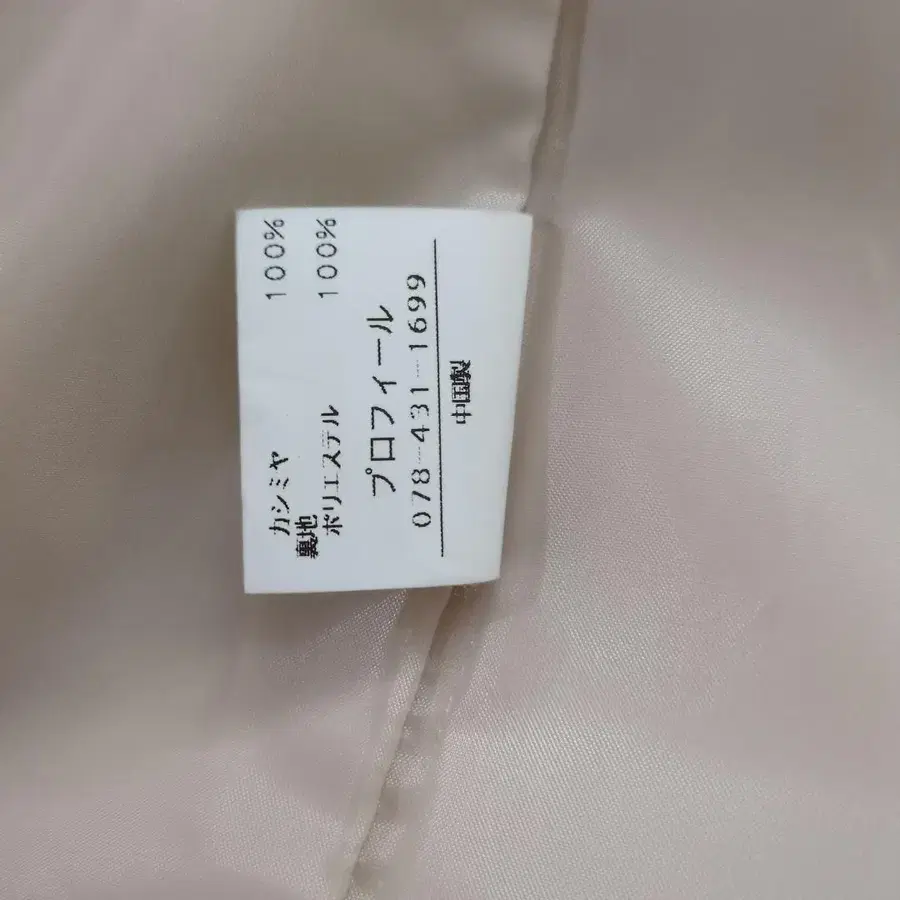 カシミヤ 100%
裏地
ポリエステル 100%
プロフィール
078-431-1699
中国製